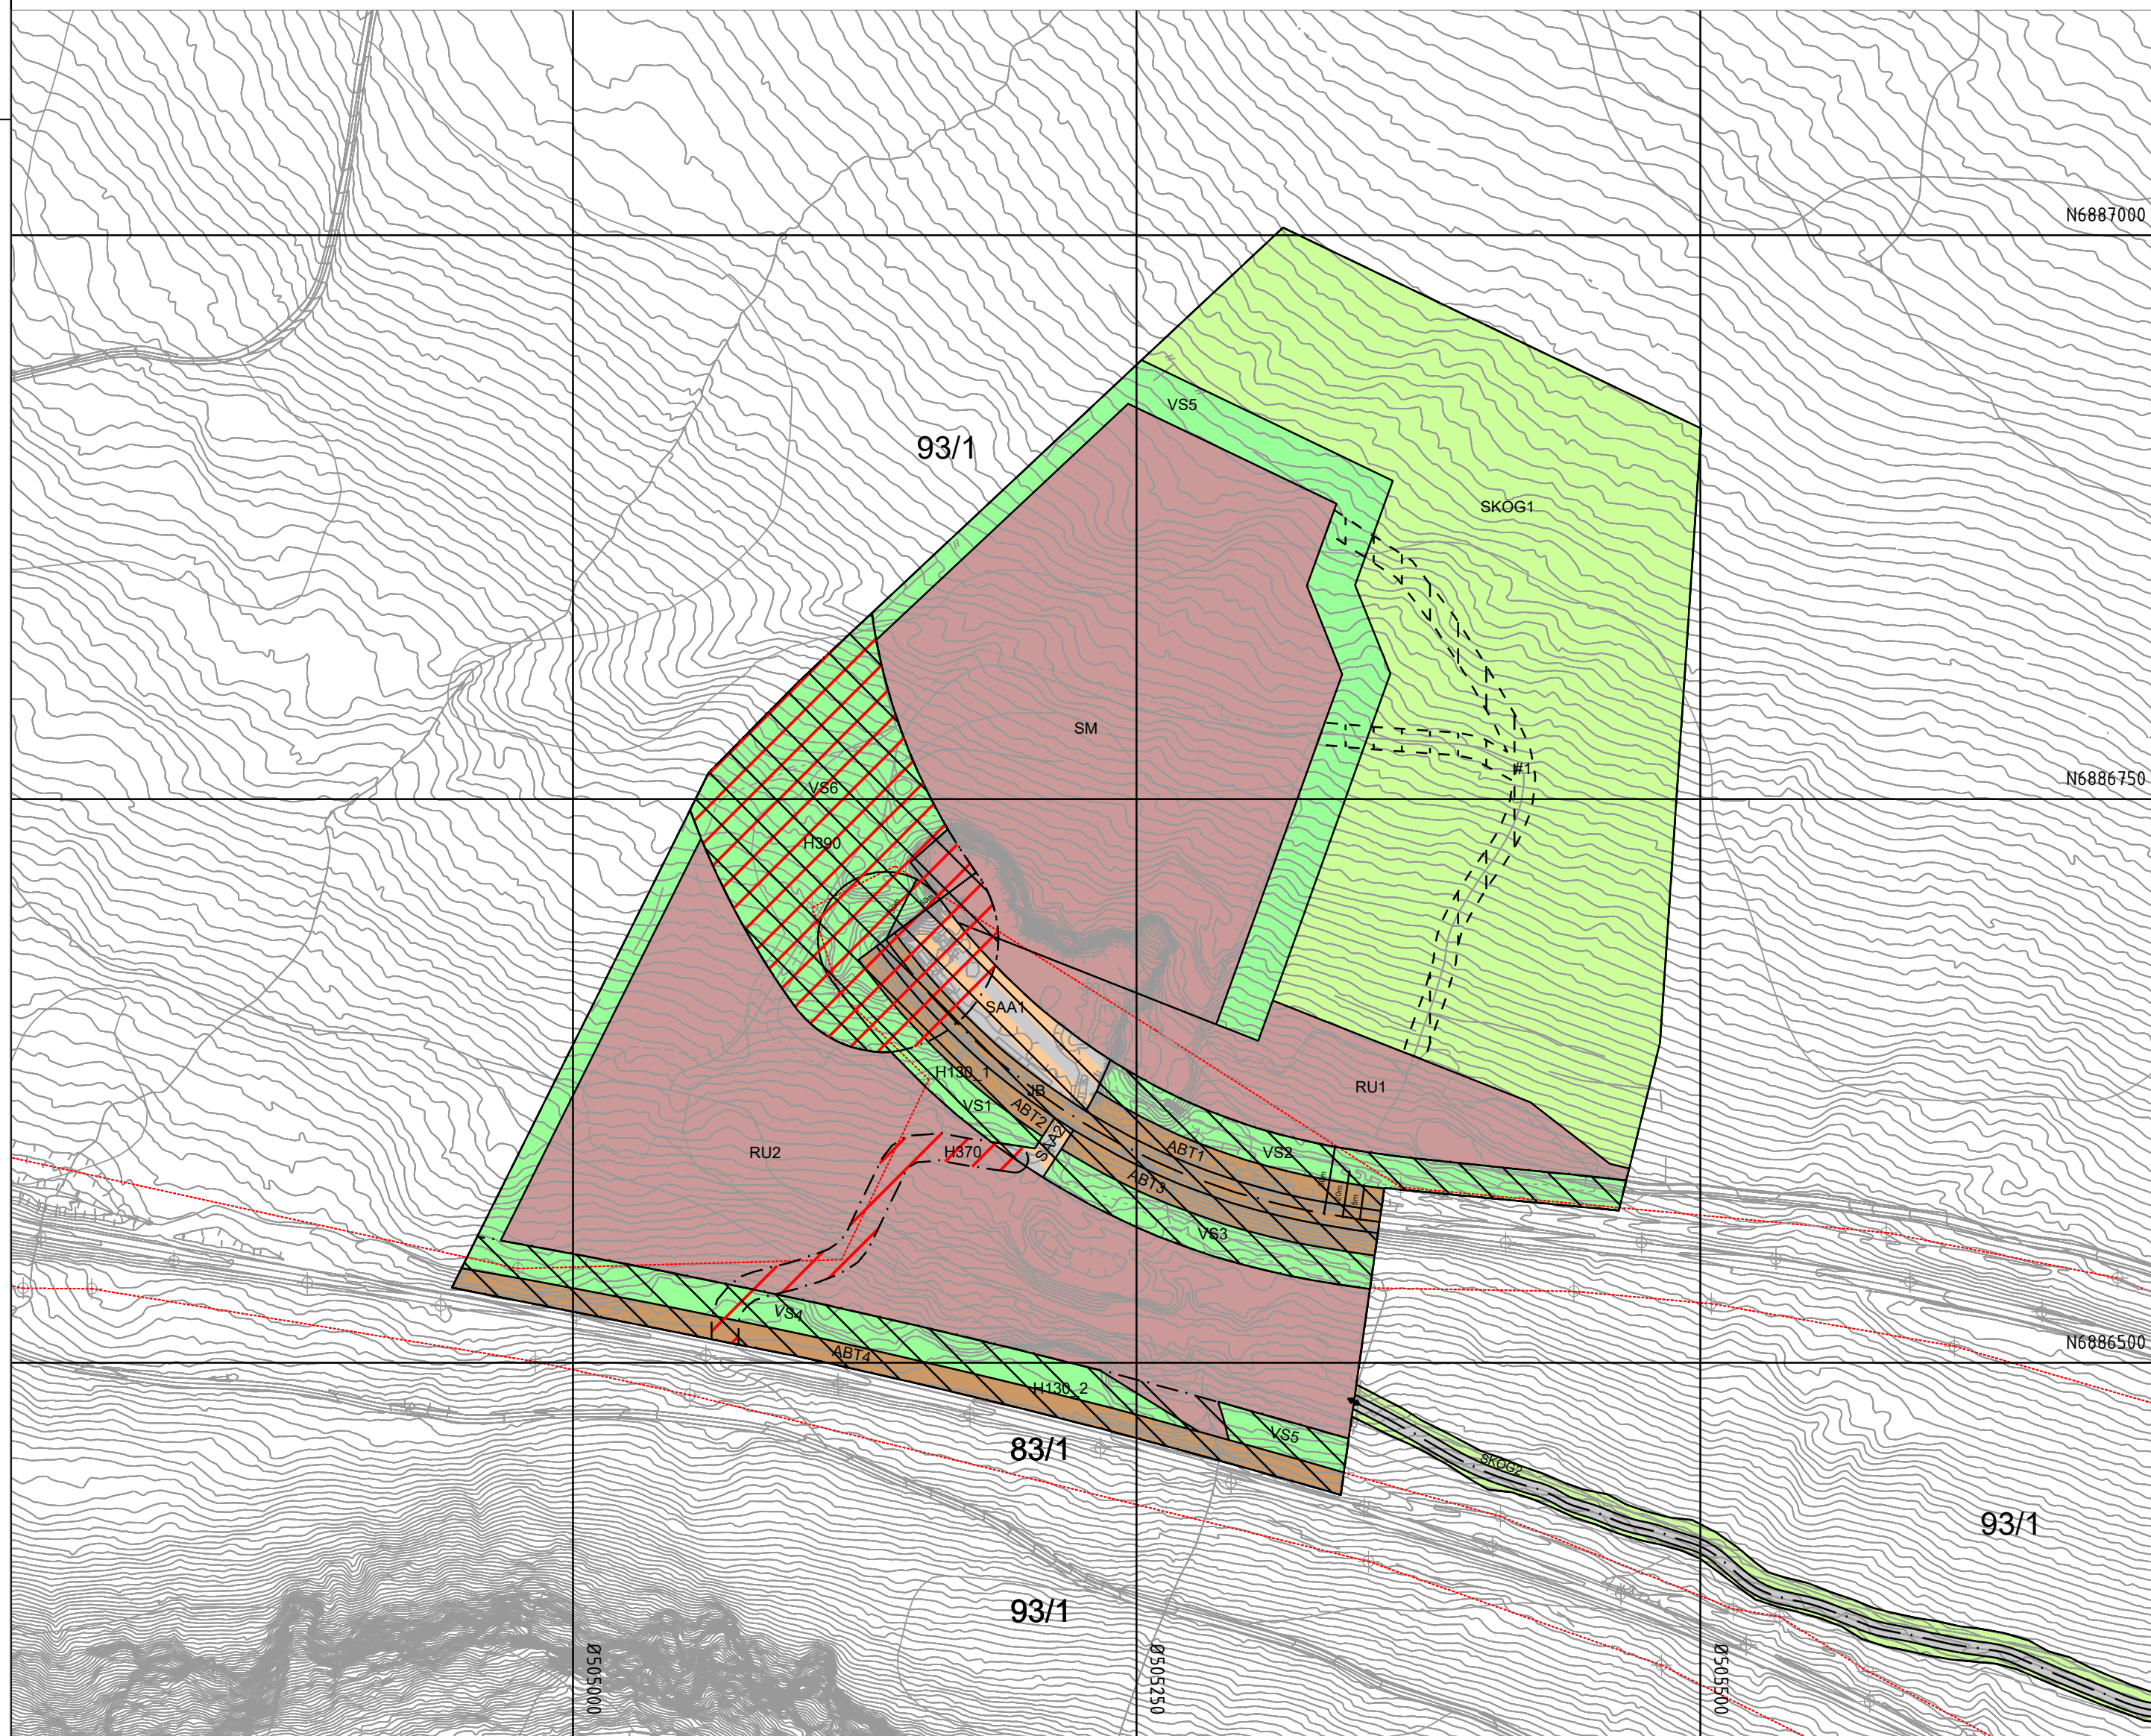 N6887000
VS5
93/1
SKOG1
SM
#1
N6886750
VS6
H390
SAA1
H130_1
JB
RU1
VS1
ABT2
SAA2
RU2
H370
ABT1
VS2
ABT3
20m
15m
VS3
VS4
N6886500
ABT4
H130_2
VS5
83/1
SKOG2
93/1
93/1
Ø505000
Ø505250
Ø505500